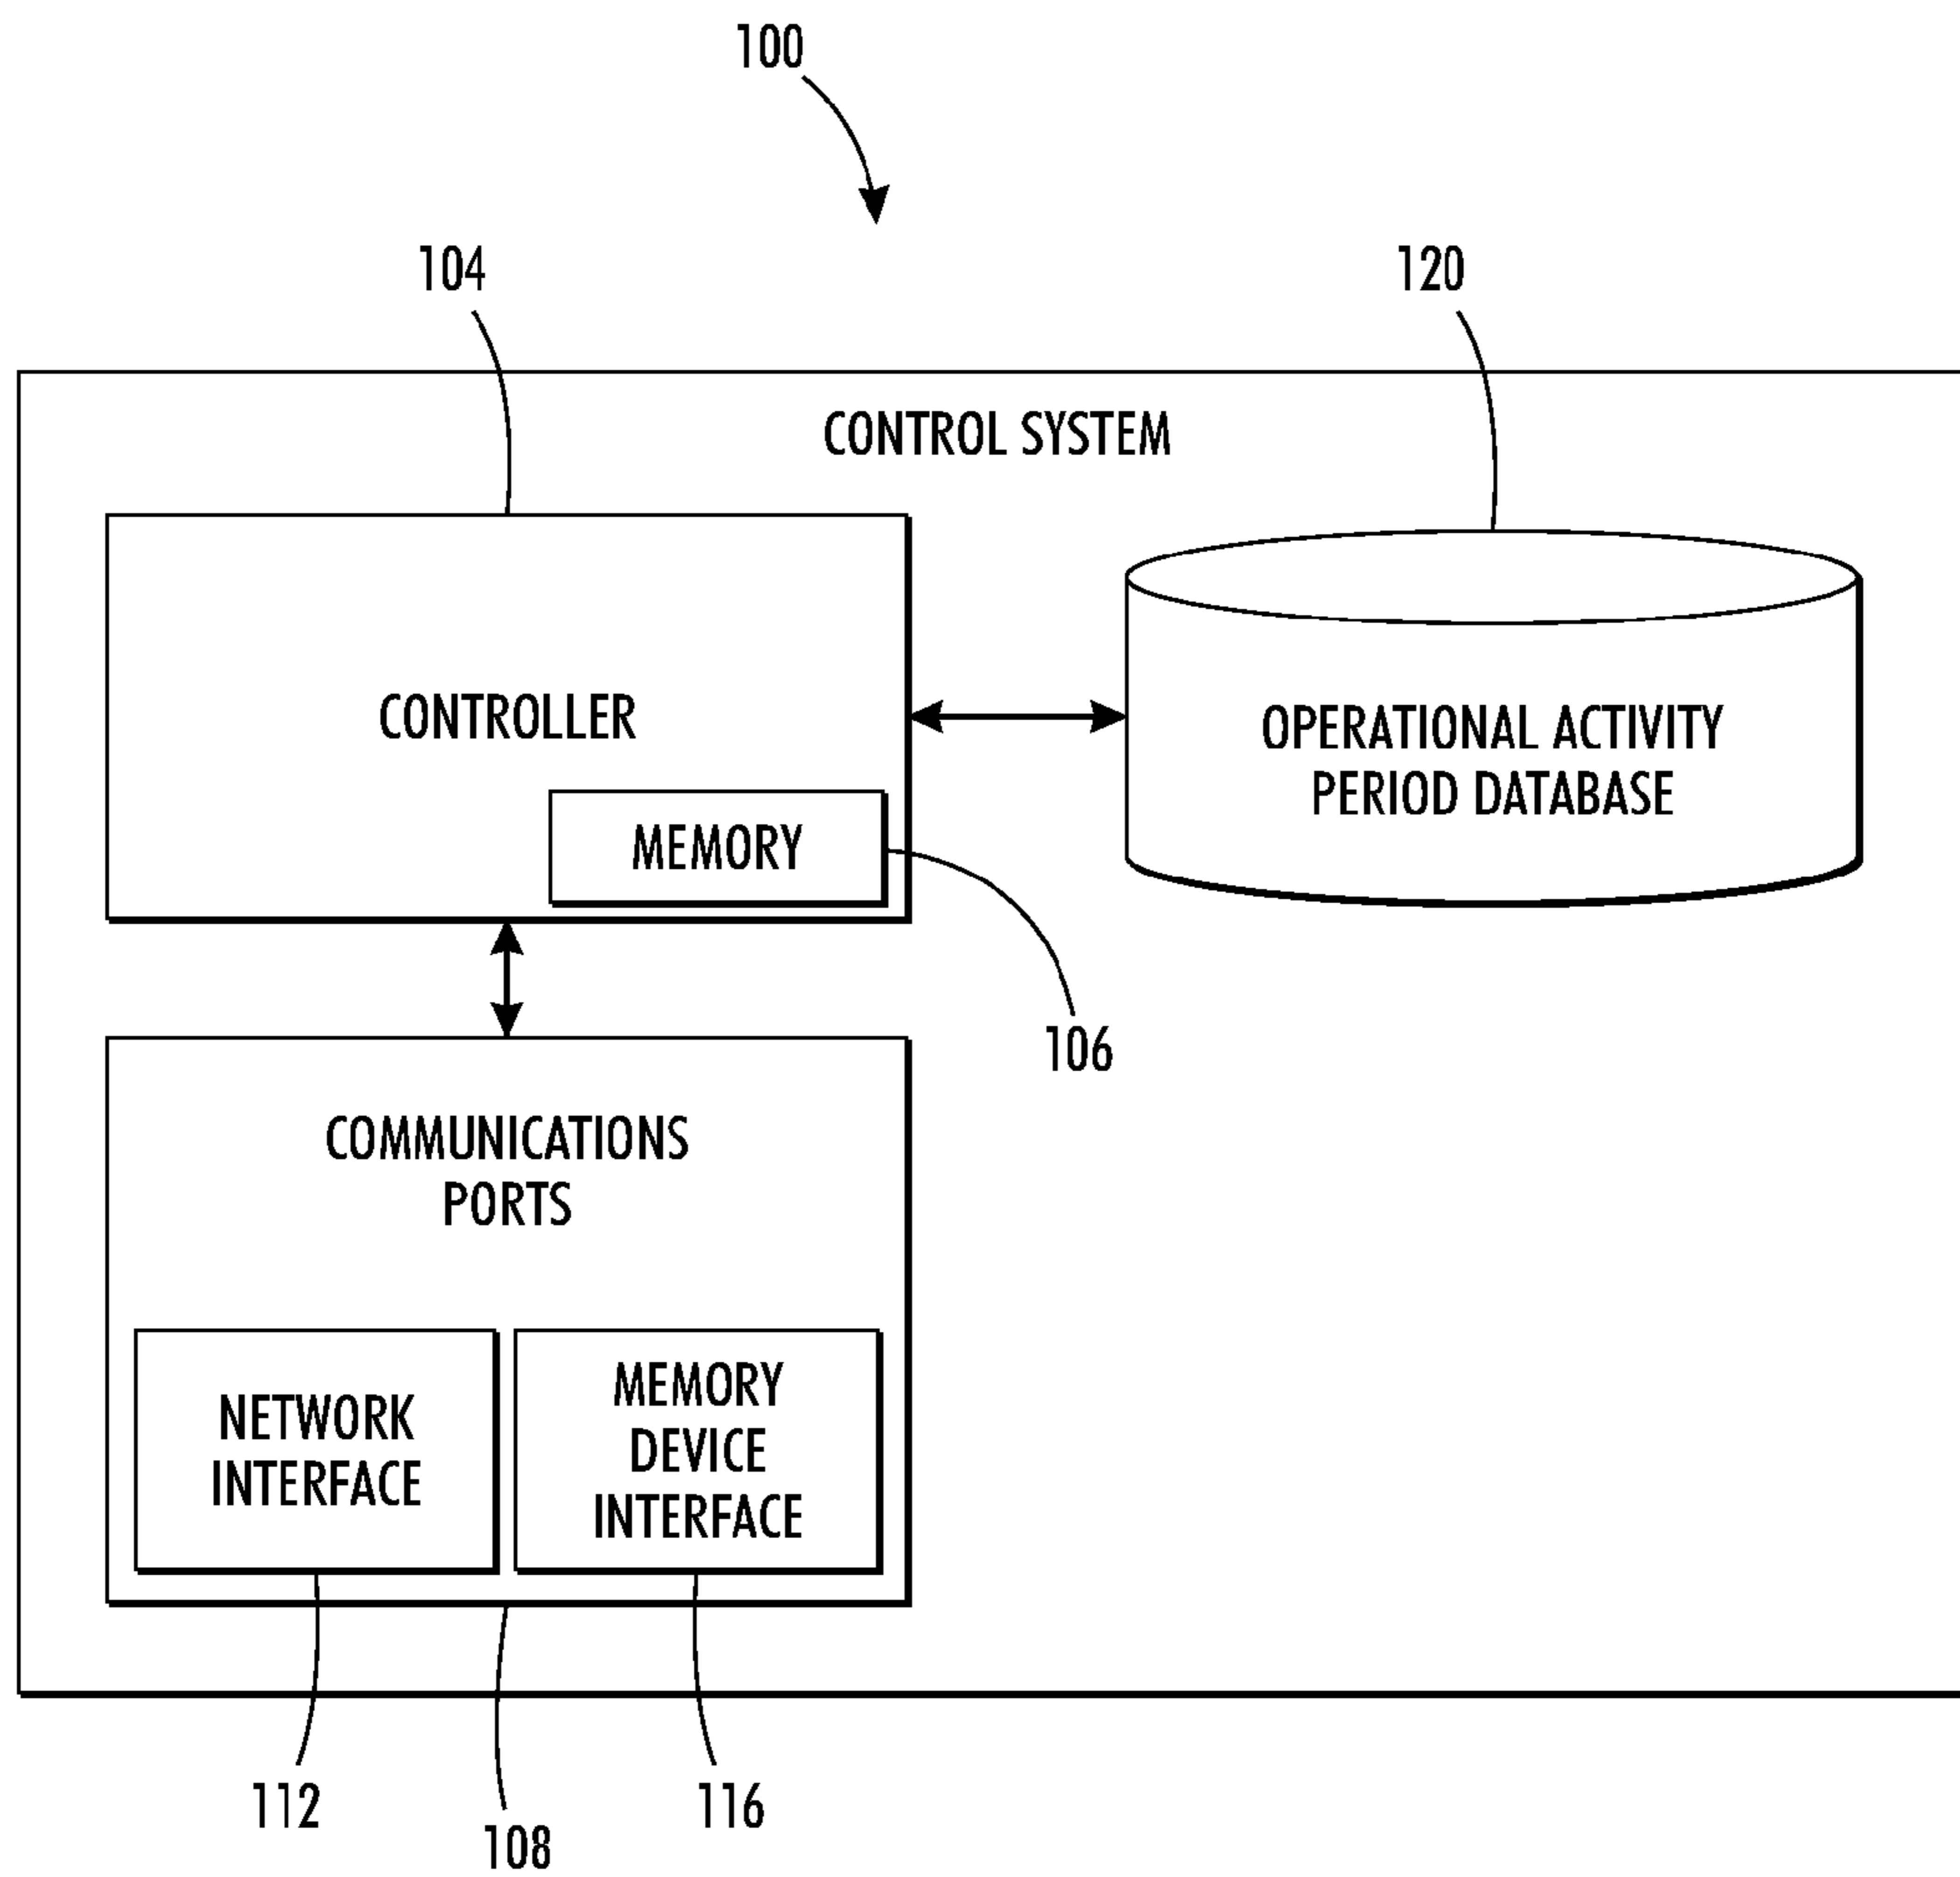 100
104
120
CONTROL SYSTEM
CONTROLLER
OPERATIONAL ACTIVITY
PERIOD DATABASE
MEMORY
106
COMMUNICATIONS
PORTS
NETWORK
INTERFACE
MEMORY
DEVICE
INTERFACE
112
108
116